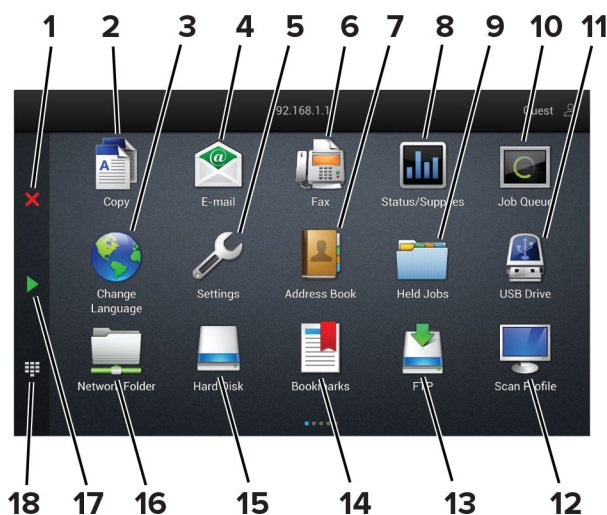 1 2 3 4 5 6 7 8 9 10 11
92.168.1.1 Guest
A @
Copy E-mail Fax Status/Supplies Job Queue
Change Language Settings Address Book Held Jobs USB Drive
Network Folder Hard Disk Bookmarks FTP Scan Profile
18 17 16 15 14 13 12